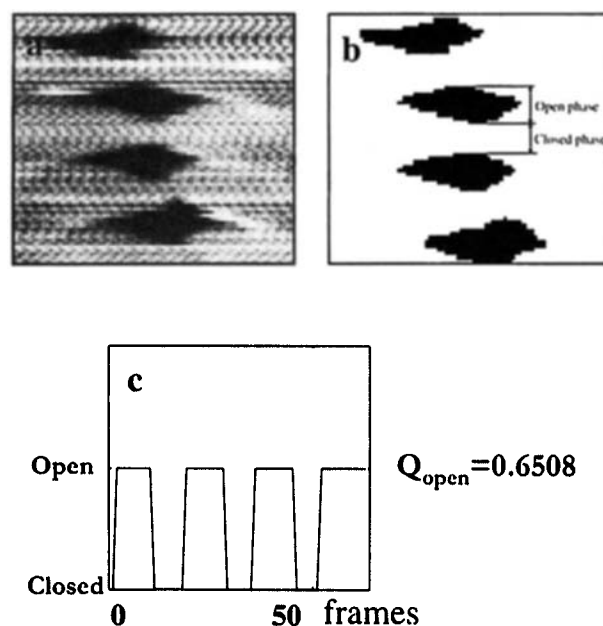 a
b
Open phase
Closed phase
c
Open
Closed
0
50
frames
Qopen=0.6508